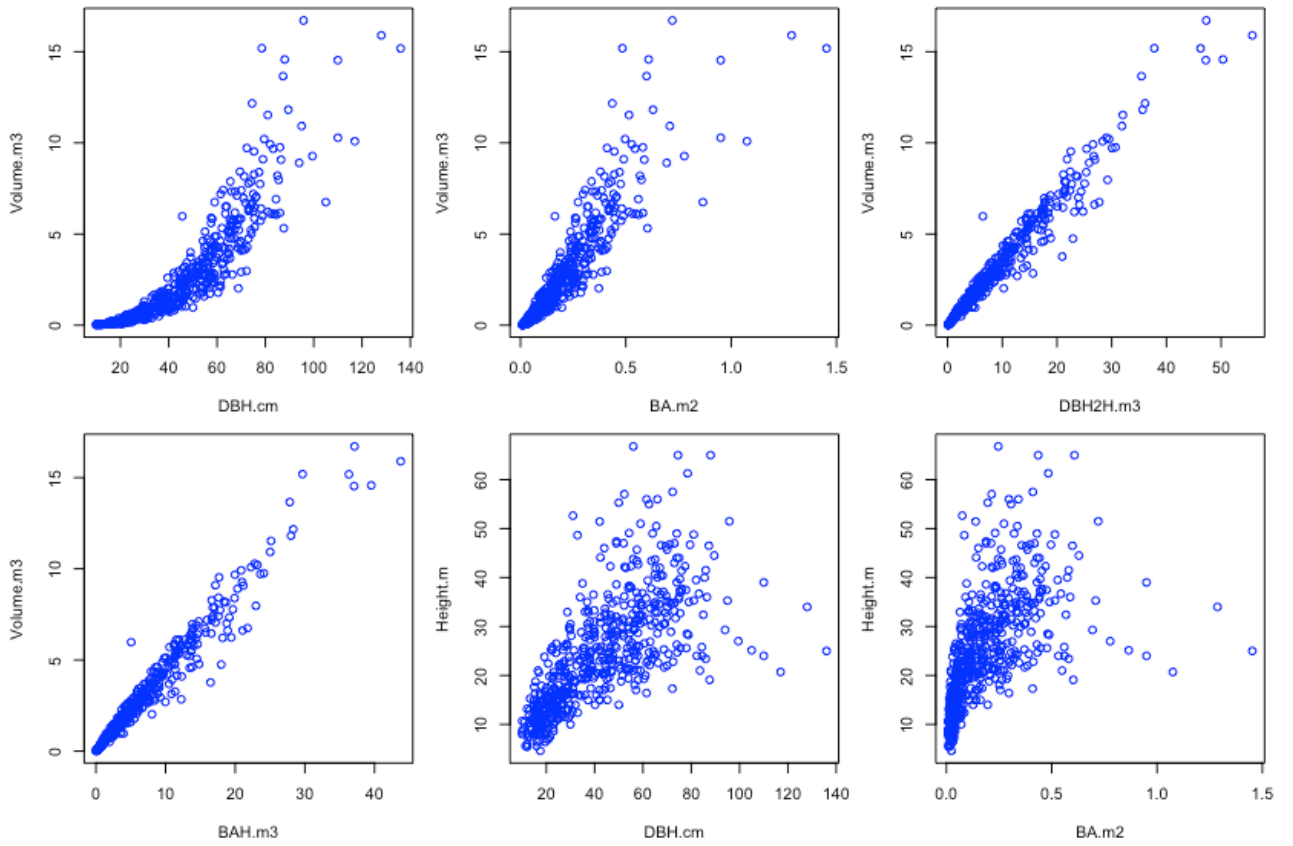 Volume.m3
0 5 10 15
20 40 60 80 100 120 140
DBH.cm
Volume.m3
0 5 10 15
0.0 0.5 1.0 1.5
BA.m2
Volume.m3
0 5 10 15
0 10 20 30 40 50
DBH2H.m3
Volume.m3
0 5 10 15
0 10 20 30 40
BAH.m3
Height.m
10 20 30 40 50 60
20 40 60 80 100 120 140
DBH.cm
Height.m
10 20 30 40 50 60
0.0 0.5 1.0 1.5
BA.m2